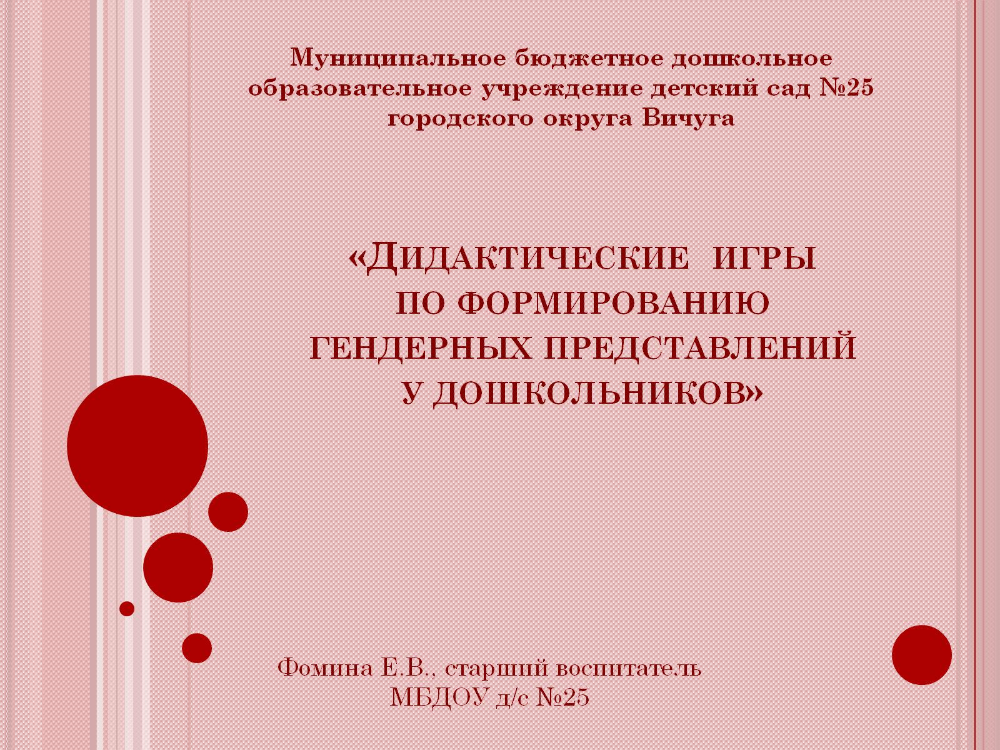 Муниципальное бюджетное дошкольное
образовательное учреждение детский сад №25
городского округа Вичуга
«Дидактические игры
по формированию
гендерных представлений
у дошкольников»
Фомина Е.В., старший воспитатель
МБДОУ д/с №25